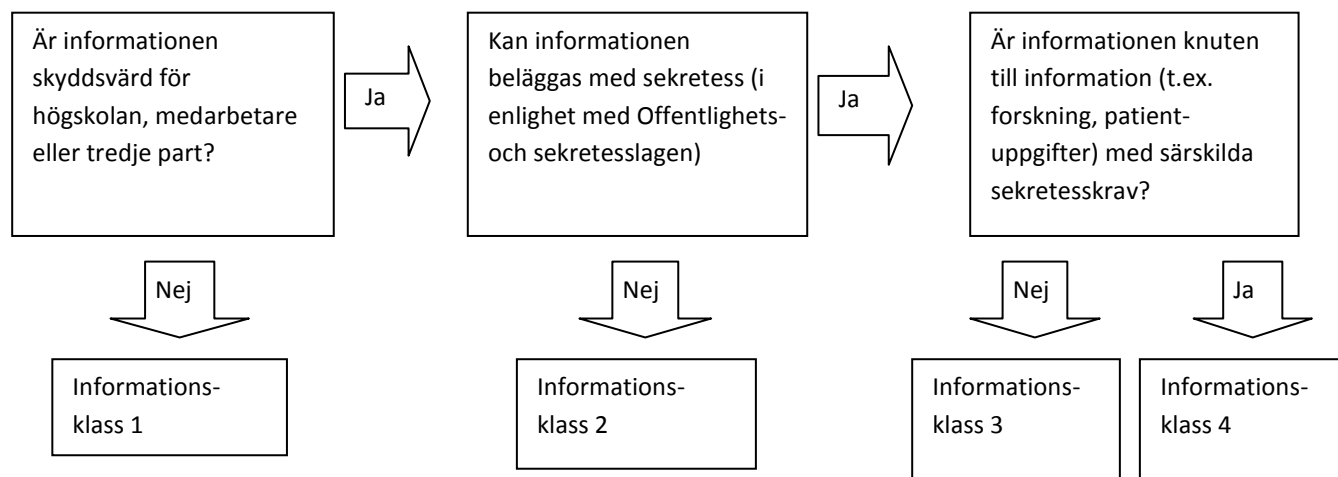 Är informationen
skyddsvärd för
högskolan, medarbetare
eller tredje part?
Ja
Kan informationen
beläggas med sekretess (i
enlighet med Offentlighets-
och sekretesslagen)
Ja
Är informationen knuten
till information (t.ex.
forskning, patient-
uppgifter) med särskilda
sekretesskrav?
Nej
Nej
Nej
Ja
Informations-
klass 1
Informations-
klass 2
Informations-
klass 3
Informations-
klass 4